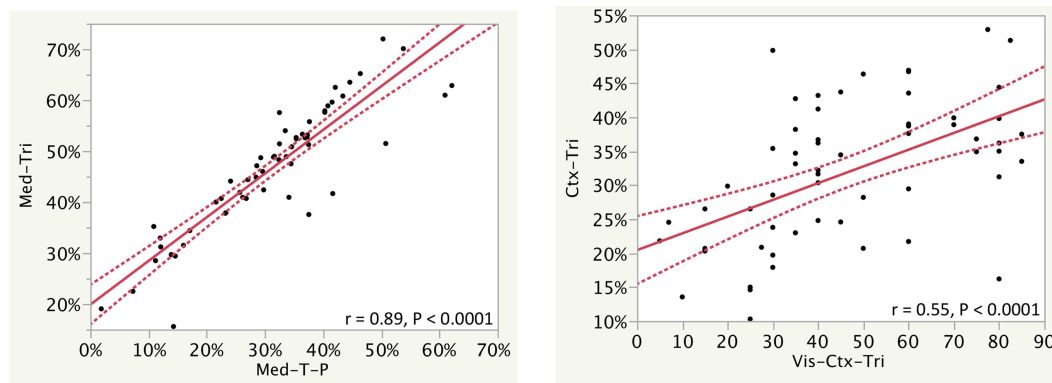 70%
60%
50%
40%
30%
20%
Med-Tri
r = 0.89, P < 0.0001
0% 10% 20% 30% 40% 50% 60% 70%
Med-T-P
55%
50%
45%
40%
35%
30%
25%
20%
15%
10%
Ctx-Tri
r = 0.55, P < 0.0001
0 10 20 30 40 50 60 70 80 90
Vis-Ctx-Tri